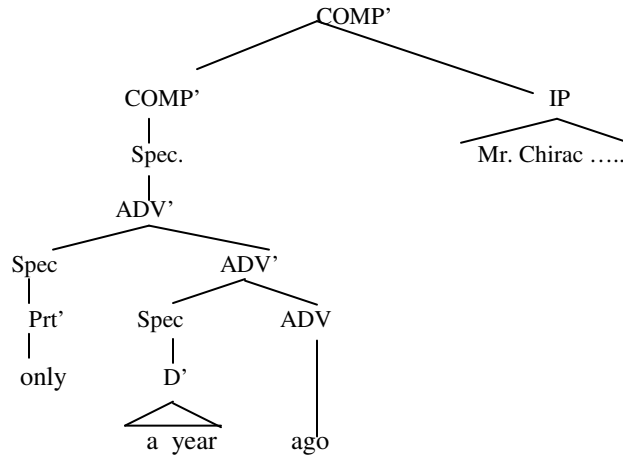 COMP’
COMP’ IP
Spec. Mr. Chirac …..
ADV’
Spec ADV’
Prt’ Spec ADV
only D’
a year ago